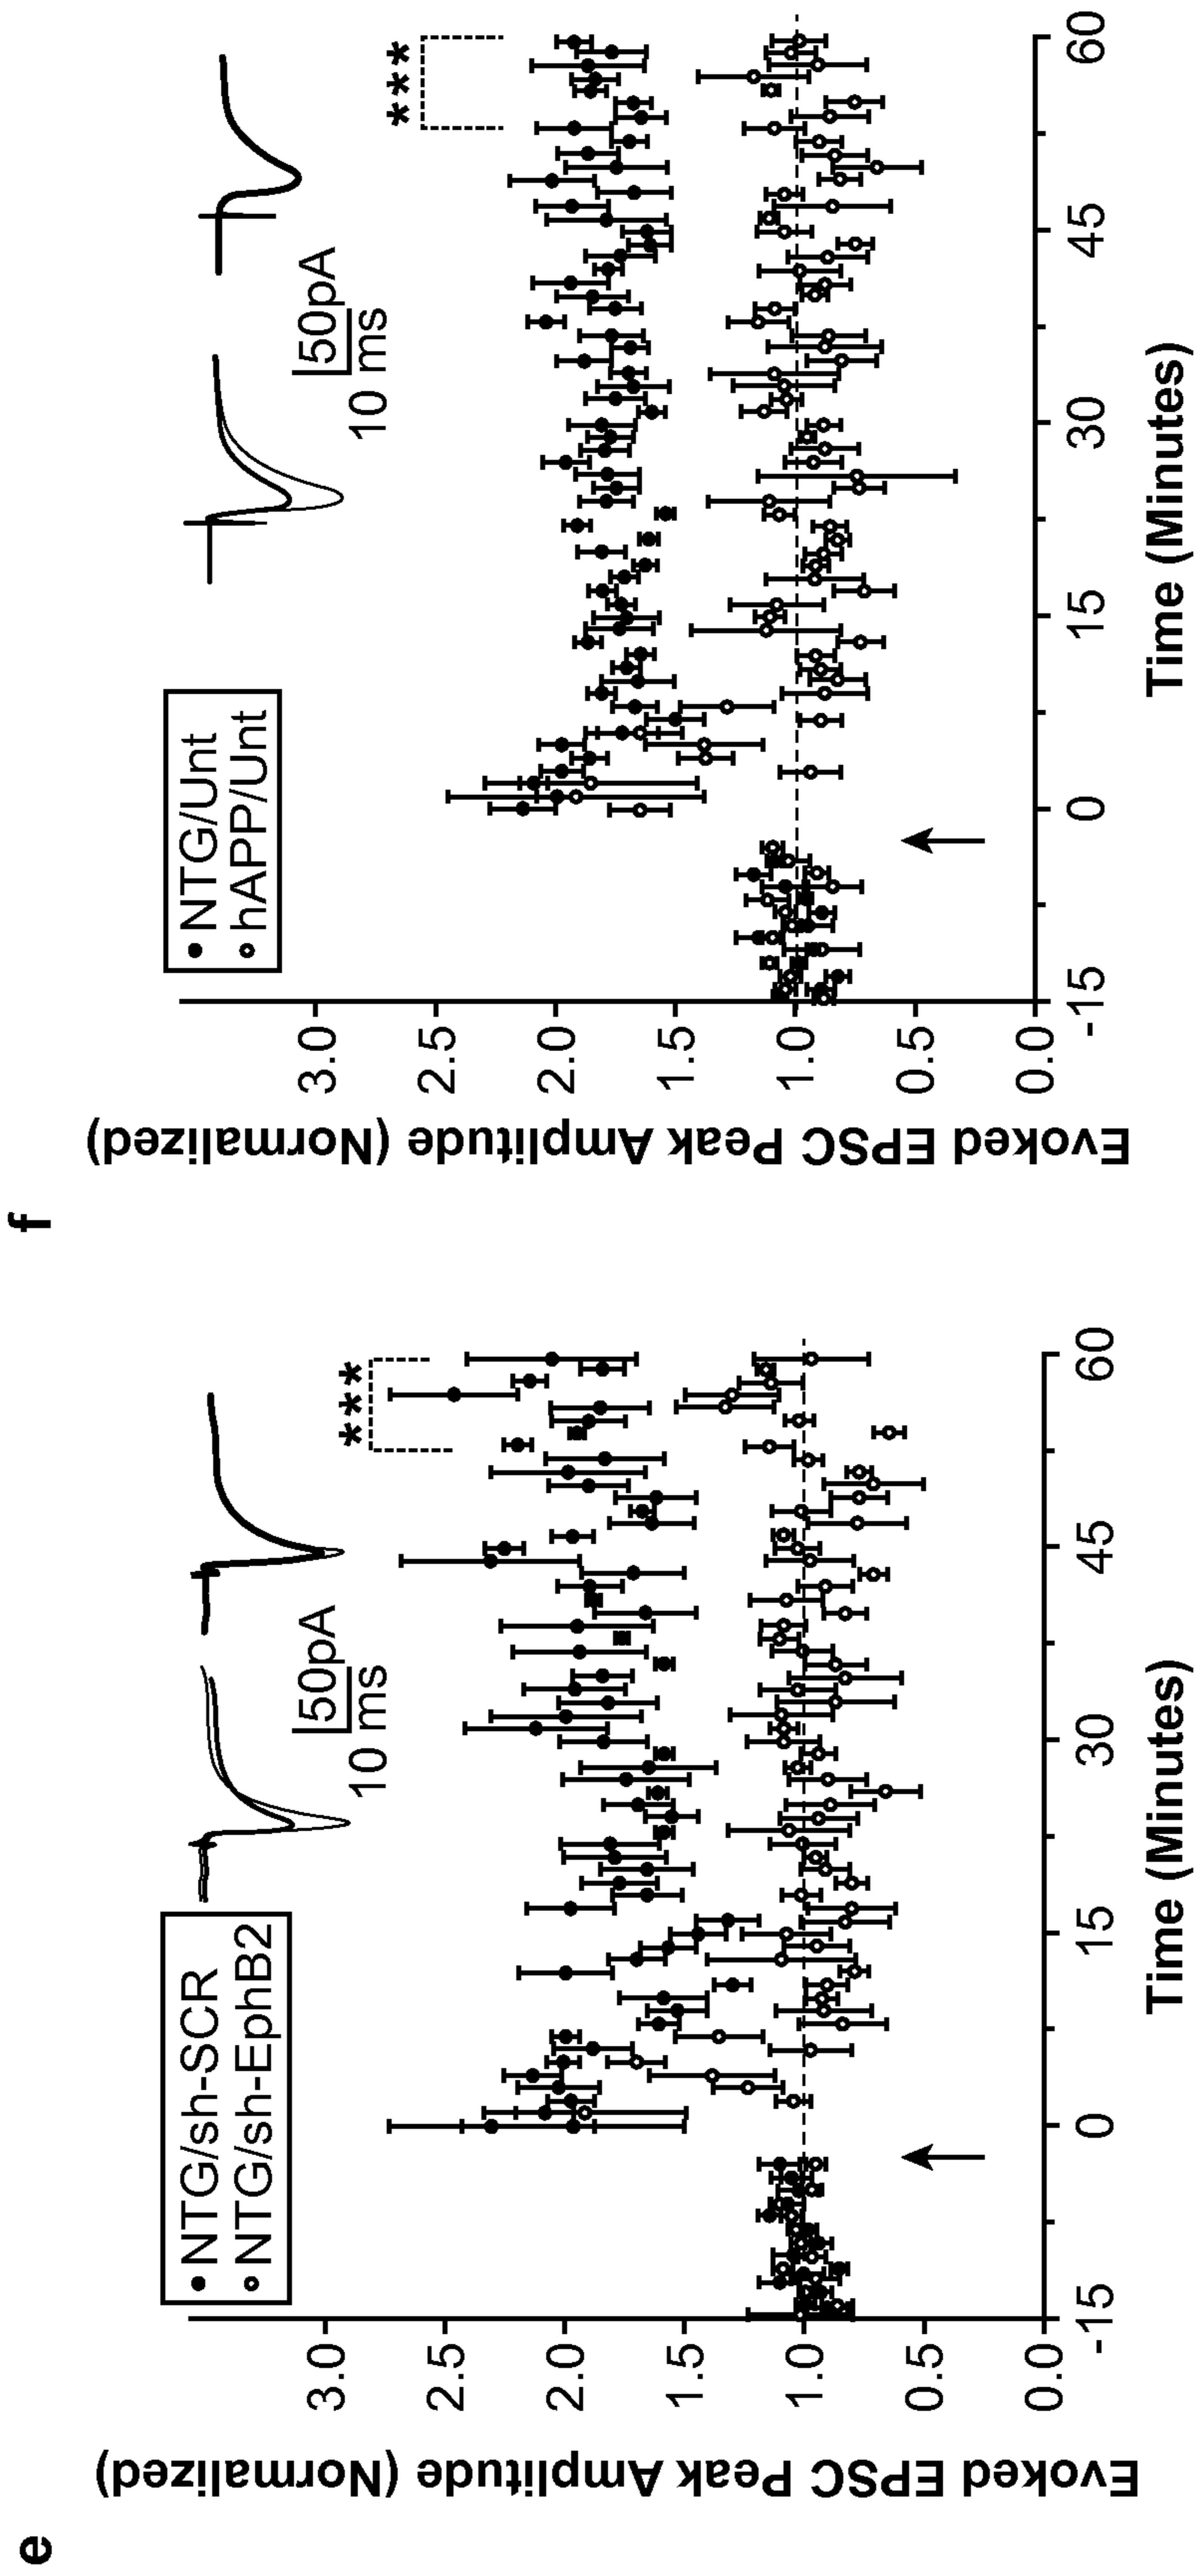 e
Evoked EPSC Peak Amplitude (Normalized)
3.0
2.5
2.0
1.5
1.0
0.5
0.0
NTG/sh-SCR
NTG/sh-EphB2
50pA
10 ms
***
-15
0
15
30
45
60
Time (Minutes)
f
Evoked EPSC Peak Amplitude (Normalized)
3.0
2.5
2.0
1.5
1.0
0.5
0.0
NTG/Unt
hAPP/Unt
50pA
10 ms
***
-15
0
15
30
45
60
Time (Minutes)